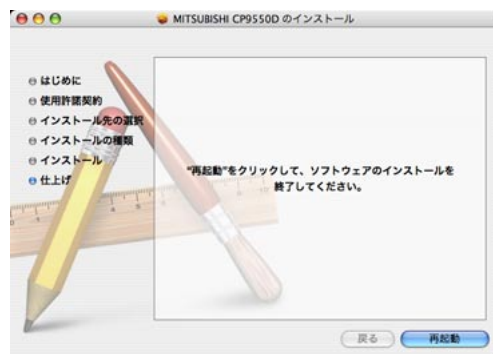 MITSUBISHI CP9550D のインストール
はじめに
使用許諾契約
インストール先の選択
インストールの種類
インストール
仕上げ
“再起動”をクリックして、ソフトウェアのインストールを
終了してください。
戻る
再起動